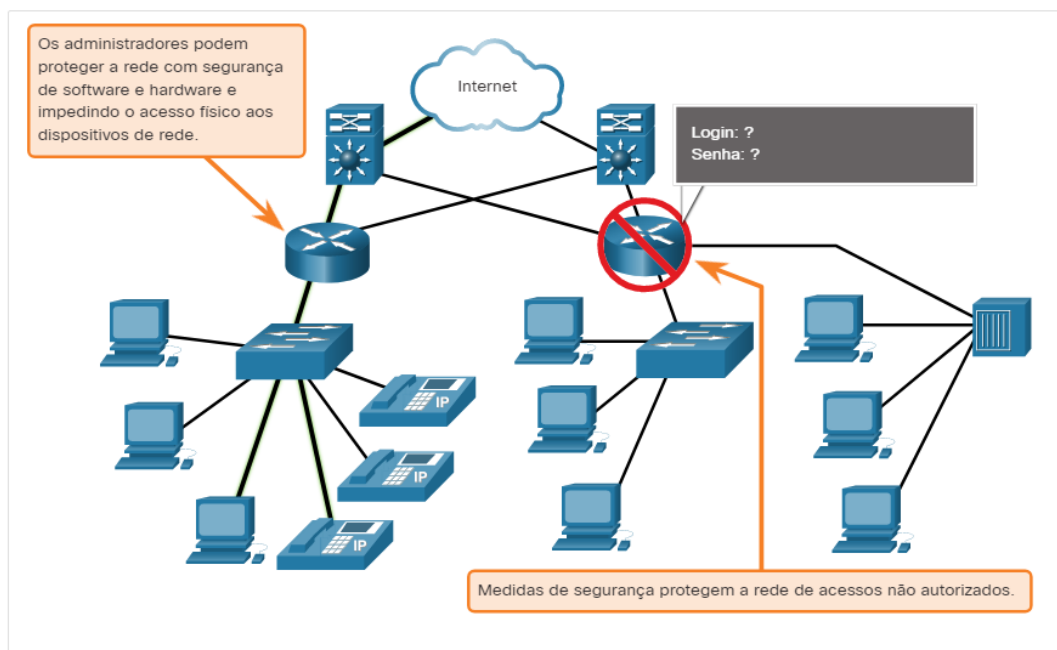 Os administradores podem
proteger a rede com segurança
de software e hardware e
impedindo o acesso físico aos
dispositivos de rede.
Internet
Login: ?
Senha: ?
IP
IP
IP
Medidas de segurança protegem a rede de acessos não autorizados.